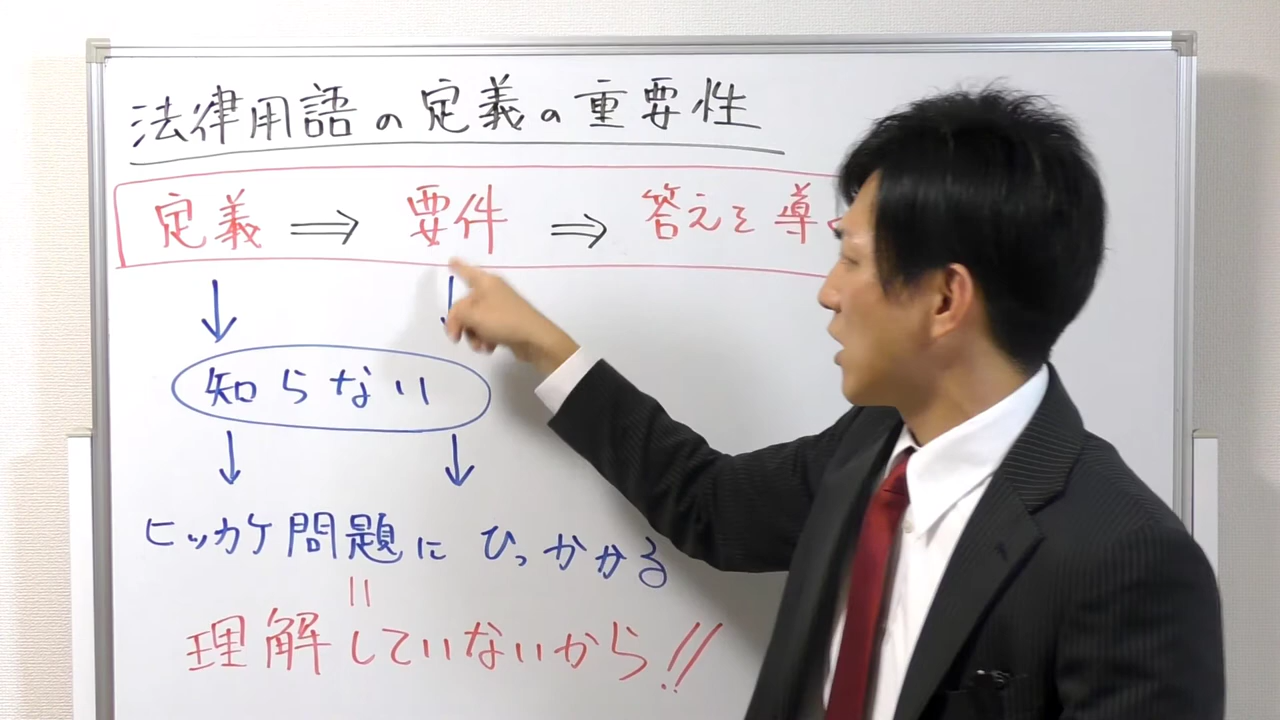 法律用語の定義の重要性
定義 ⇒ 要件 ⇒ 答えを導く
↓ ↓
知らない
↓ ↓
ヒッカケ問題にひっかかる
||
理解していないから!!